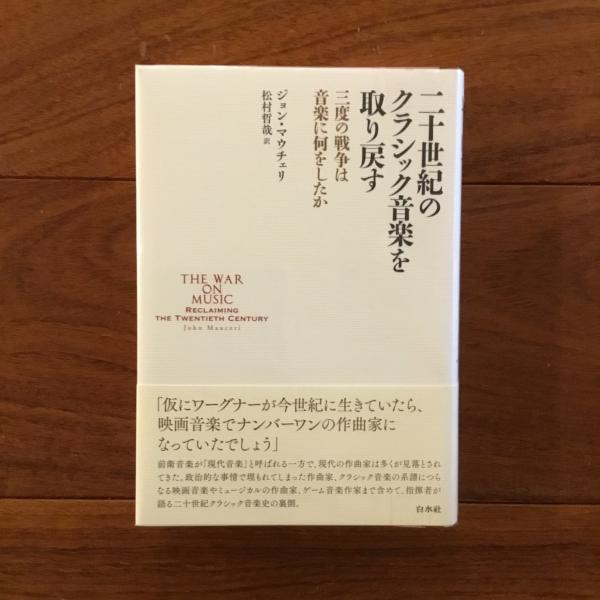 二十世紀の
クラシック音楽を
取り戻す
三度の戦争は
音楽に何をしたか
ジョン・マウチェリ
松村哲哉 訳
THE WAR
ON
MUSIC
RECLAIMING
THE TWENTIETH CENTURY
John Mauceri
「仮にワーグナーが今世紀に生きていたら、
映画音楽でナンバーワンの作曲家に
なっていたでしょう」
前衛音楽が「現代音楽」と呼ばれる一方で、現代の作曲家は多くが見落とされ
てきた。政治的な事情で埋もれてしまった作曲家、クラシック音楽の系譜につら
なる映画音楽やミュージカルの作曲家、ゲーム音楽作家まで含めて、指揮者が
語る二十世紀クラシック音楽史の裏側。
白水社